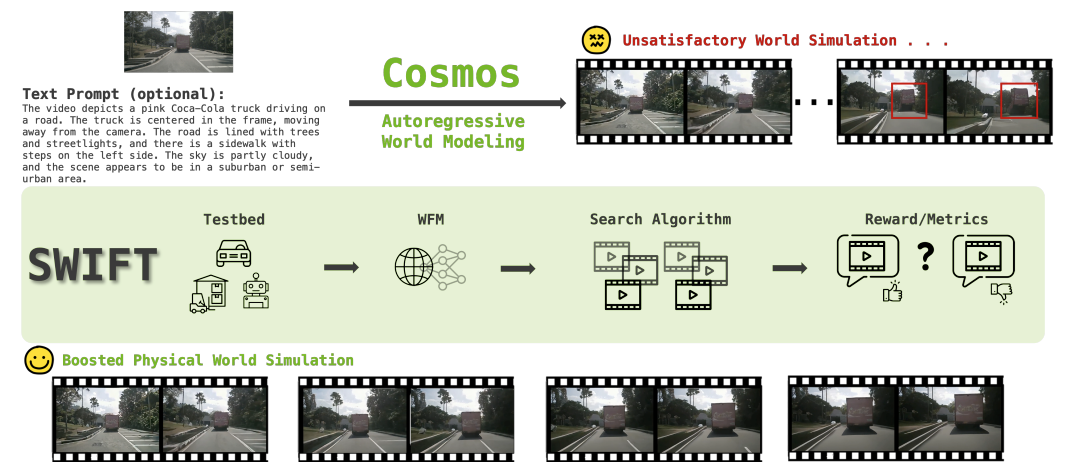 Unsatisfactory World Simulation . . .
Cosmos
Autoregressive
World Modeling
Text Prompt (optional):
The video depicts a pink Coca-Cola truck driving on
a road. The truck is centered in the frame, moving
away from the camera. The road is lined with trees
and streetlights, and there is a sidewalk with
steps on the left side. The sky is partly cloudy,
and the scene appears to be in a suburban or semi-
urban area.
...
SWIFT
Testbed
WFM
Search Algorithm
Reward/Metrics
?
Boosted Physical World Simulation